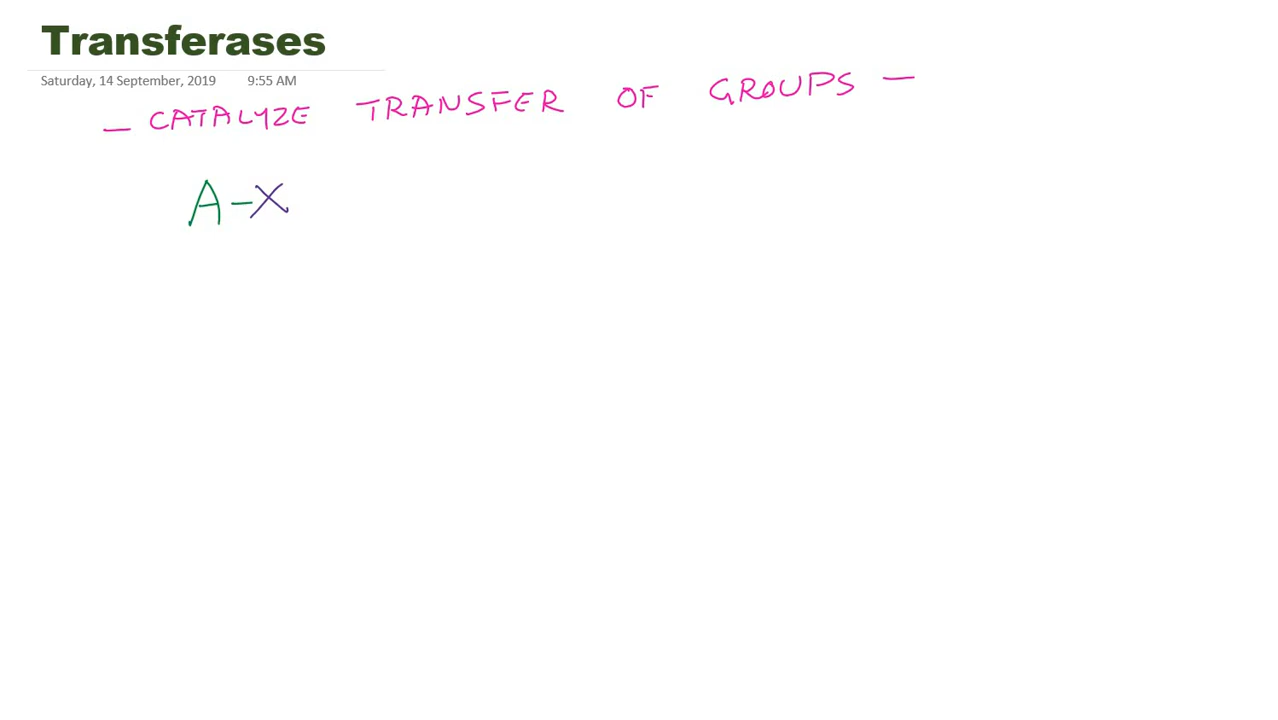 Transferases
Saturday, 14 September, 2019 9:55 AM
— CATALYZE TRANSFER OF GROUPS —
A-X